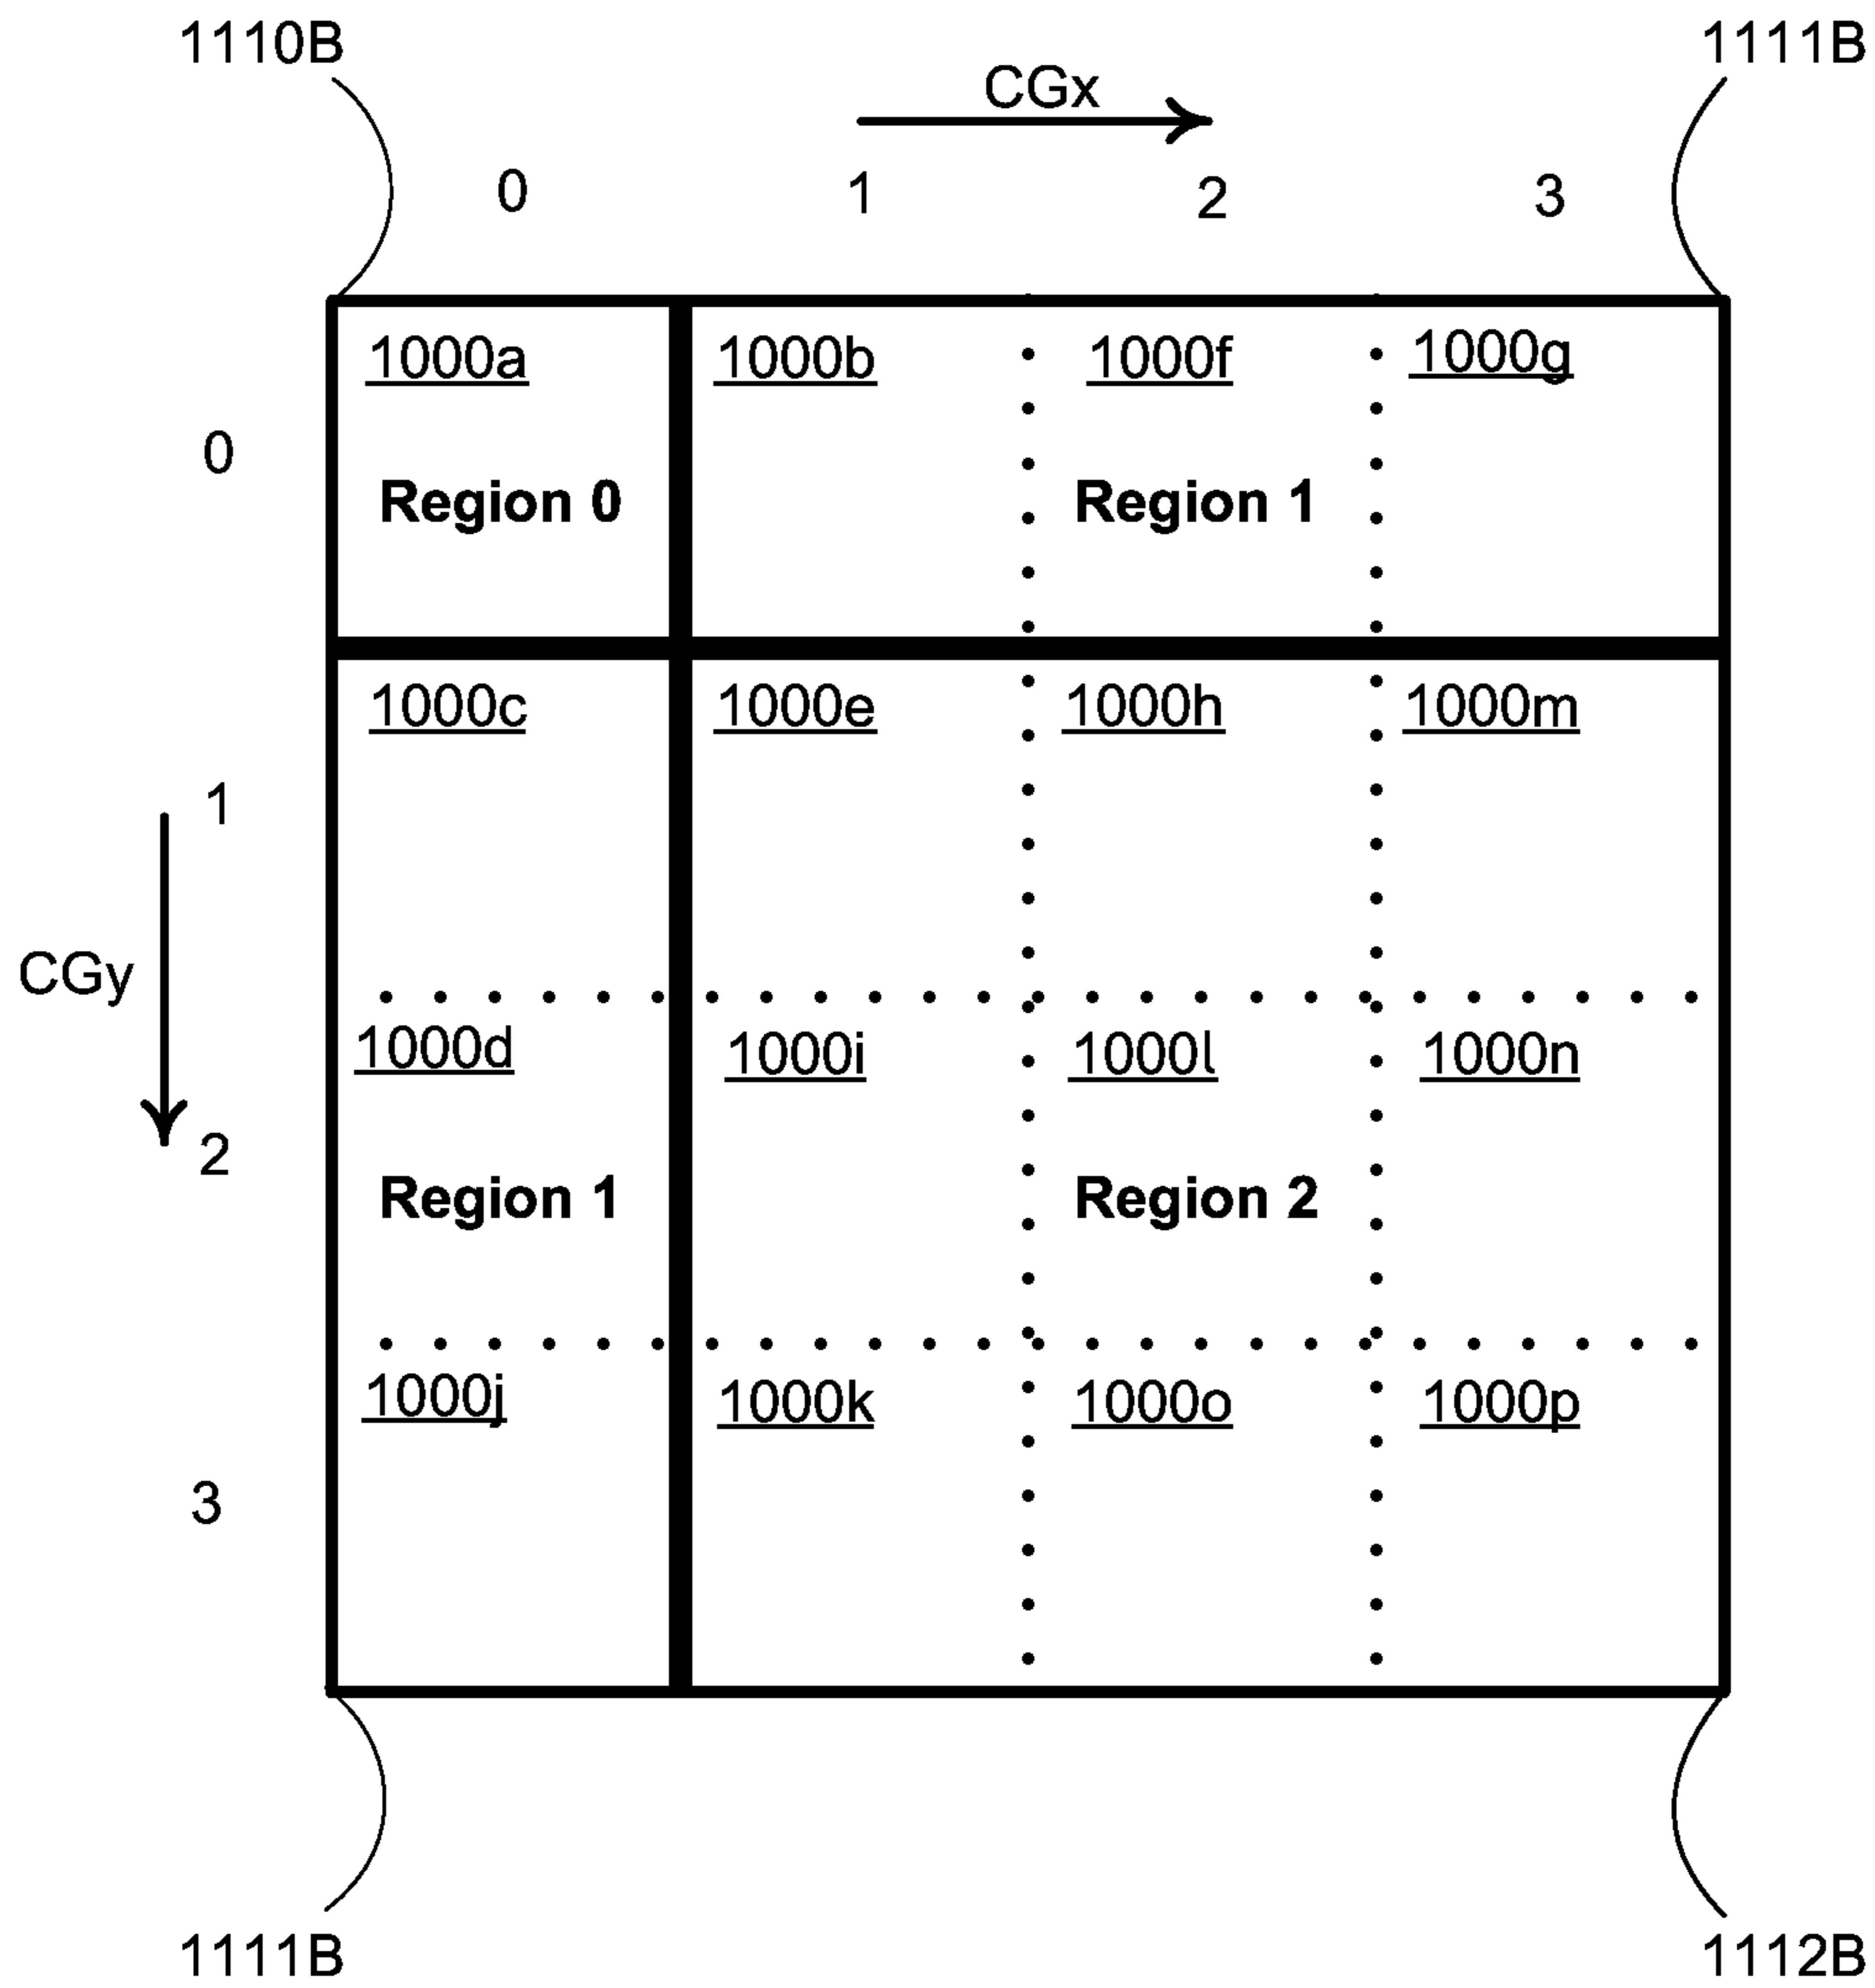 1110B 1111B
CGx
0 1 2 3
1000a 1000b 1000f 1000g
0
Region 0 Region 1
1000c 1000e 1000h 1000m
1
CGy
1000d 1000i 1000l 1000n
2
Region 1 Region 2
1000j 1000k 1000o 1000p
3
1111B 1112B